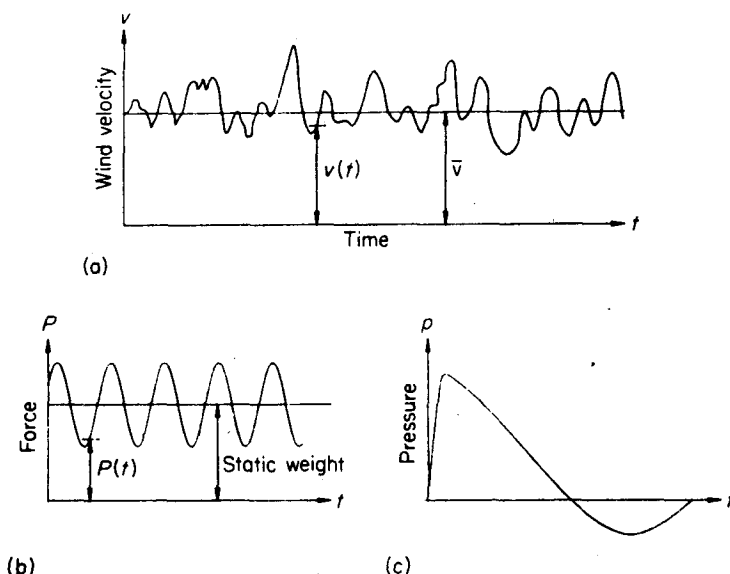 v
Wind velocity
v(t)
v̄
t
Time
(a)
P
Force
P(t)
Static weight
t
(b)
p
Pressure
t
(c)